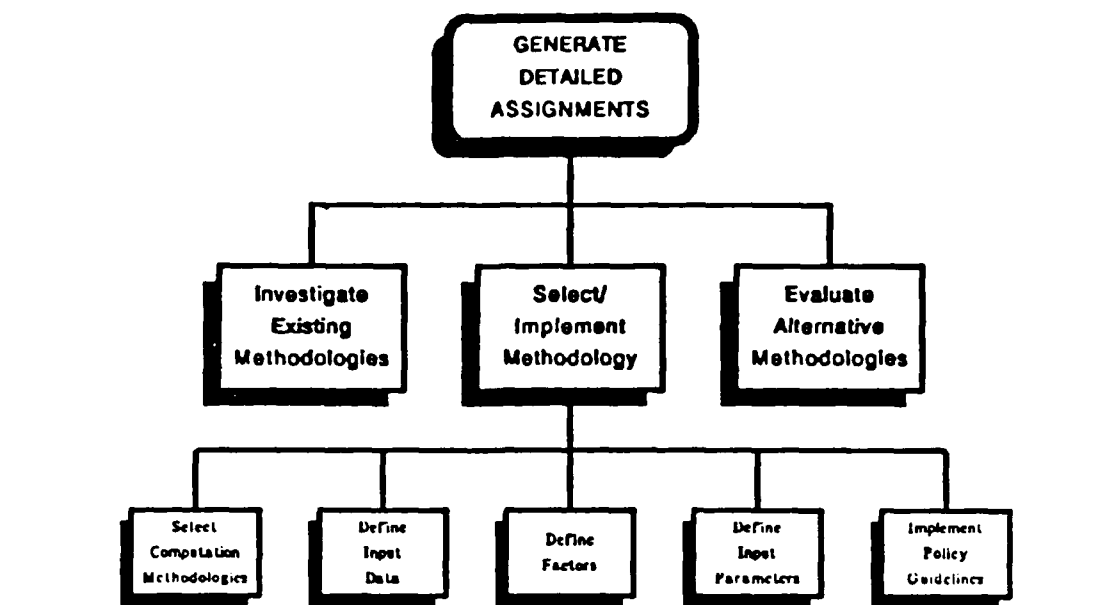 GENERATE
DETAILED
ASSIGNMENTS
Investigate
Existing
Methodologies
Select/
Implement
Methodology
Evaluate
Alternative
Methodologies
Select
Computation
Methodologies
Define
Input
Data
Define
Factors
Define
Input
Parameters
Implement
Policy
Guidelines